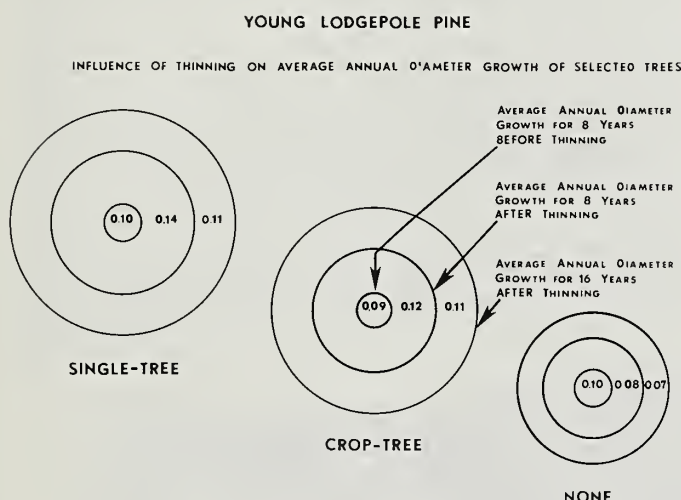 YOUNG LODGEPOLE PINE
INFLUENCE OF THINNING ON AVERAGE ANNUAL D'AMETER GROWTH OF SELECTED TREES
AVERAGE ANNUAL DIAMETER
GROWTH FOR 8 YEARS
BEFORE THINNING
AVERAGE ANNUAL DIAMETER
GROWTH FOR 8 YEARS
AFTER THINNING
AVERAGE ANNUAL DIAMETER
GROWTH FOR 16 YEARS
AFTER THINNING
0.10 0.14 0.11
SINGLE-TREE
0.09 0.12 0.11
CROP-TREE
0.10 0 08 0 07
NONE